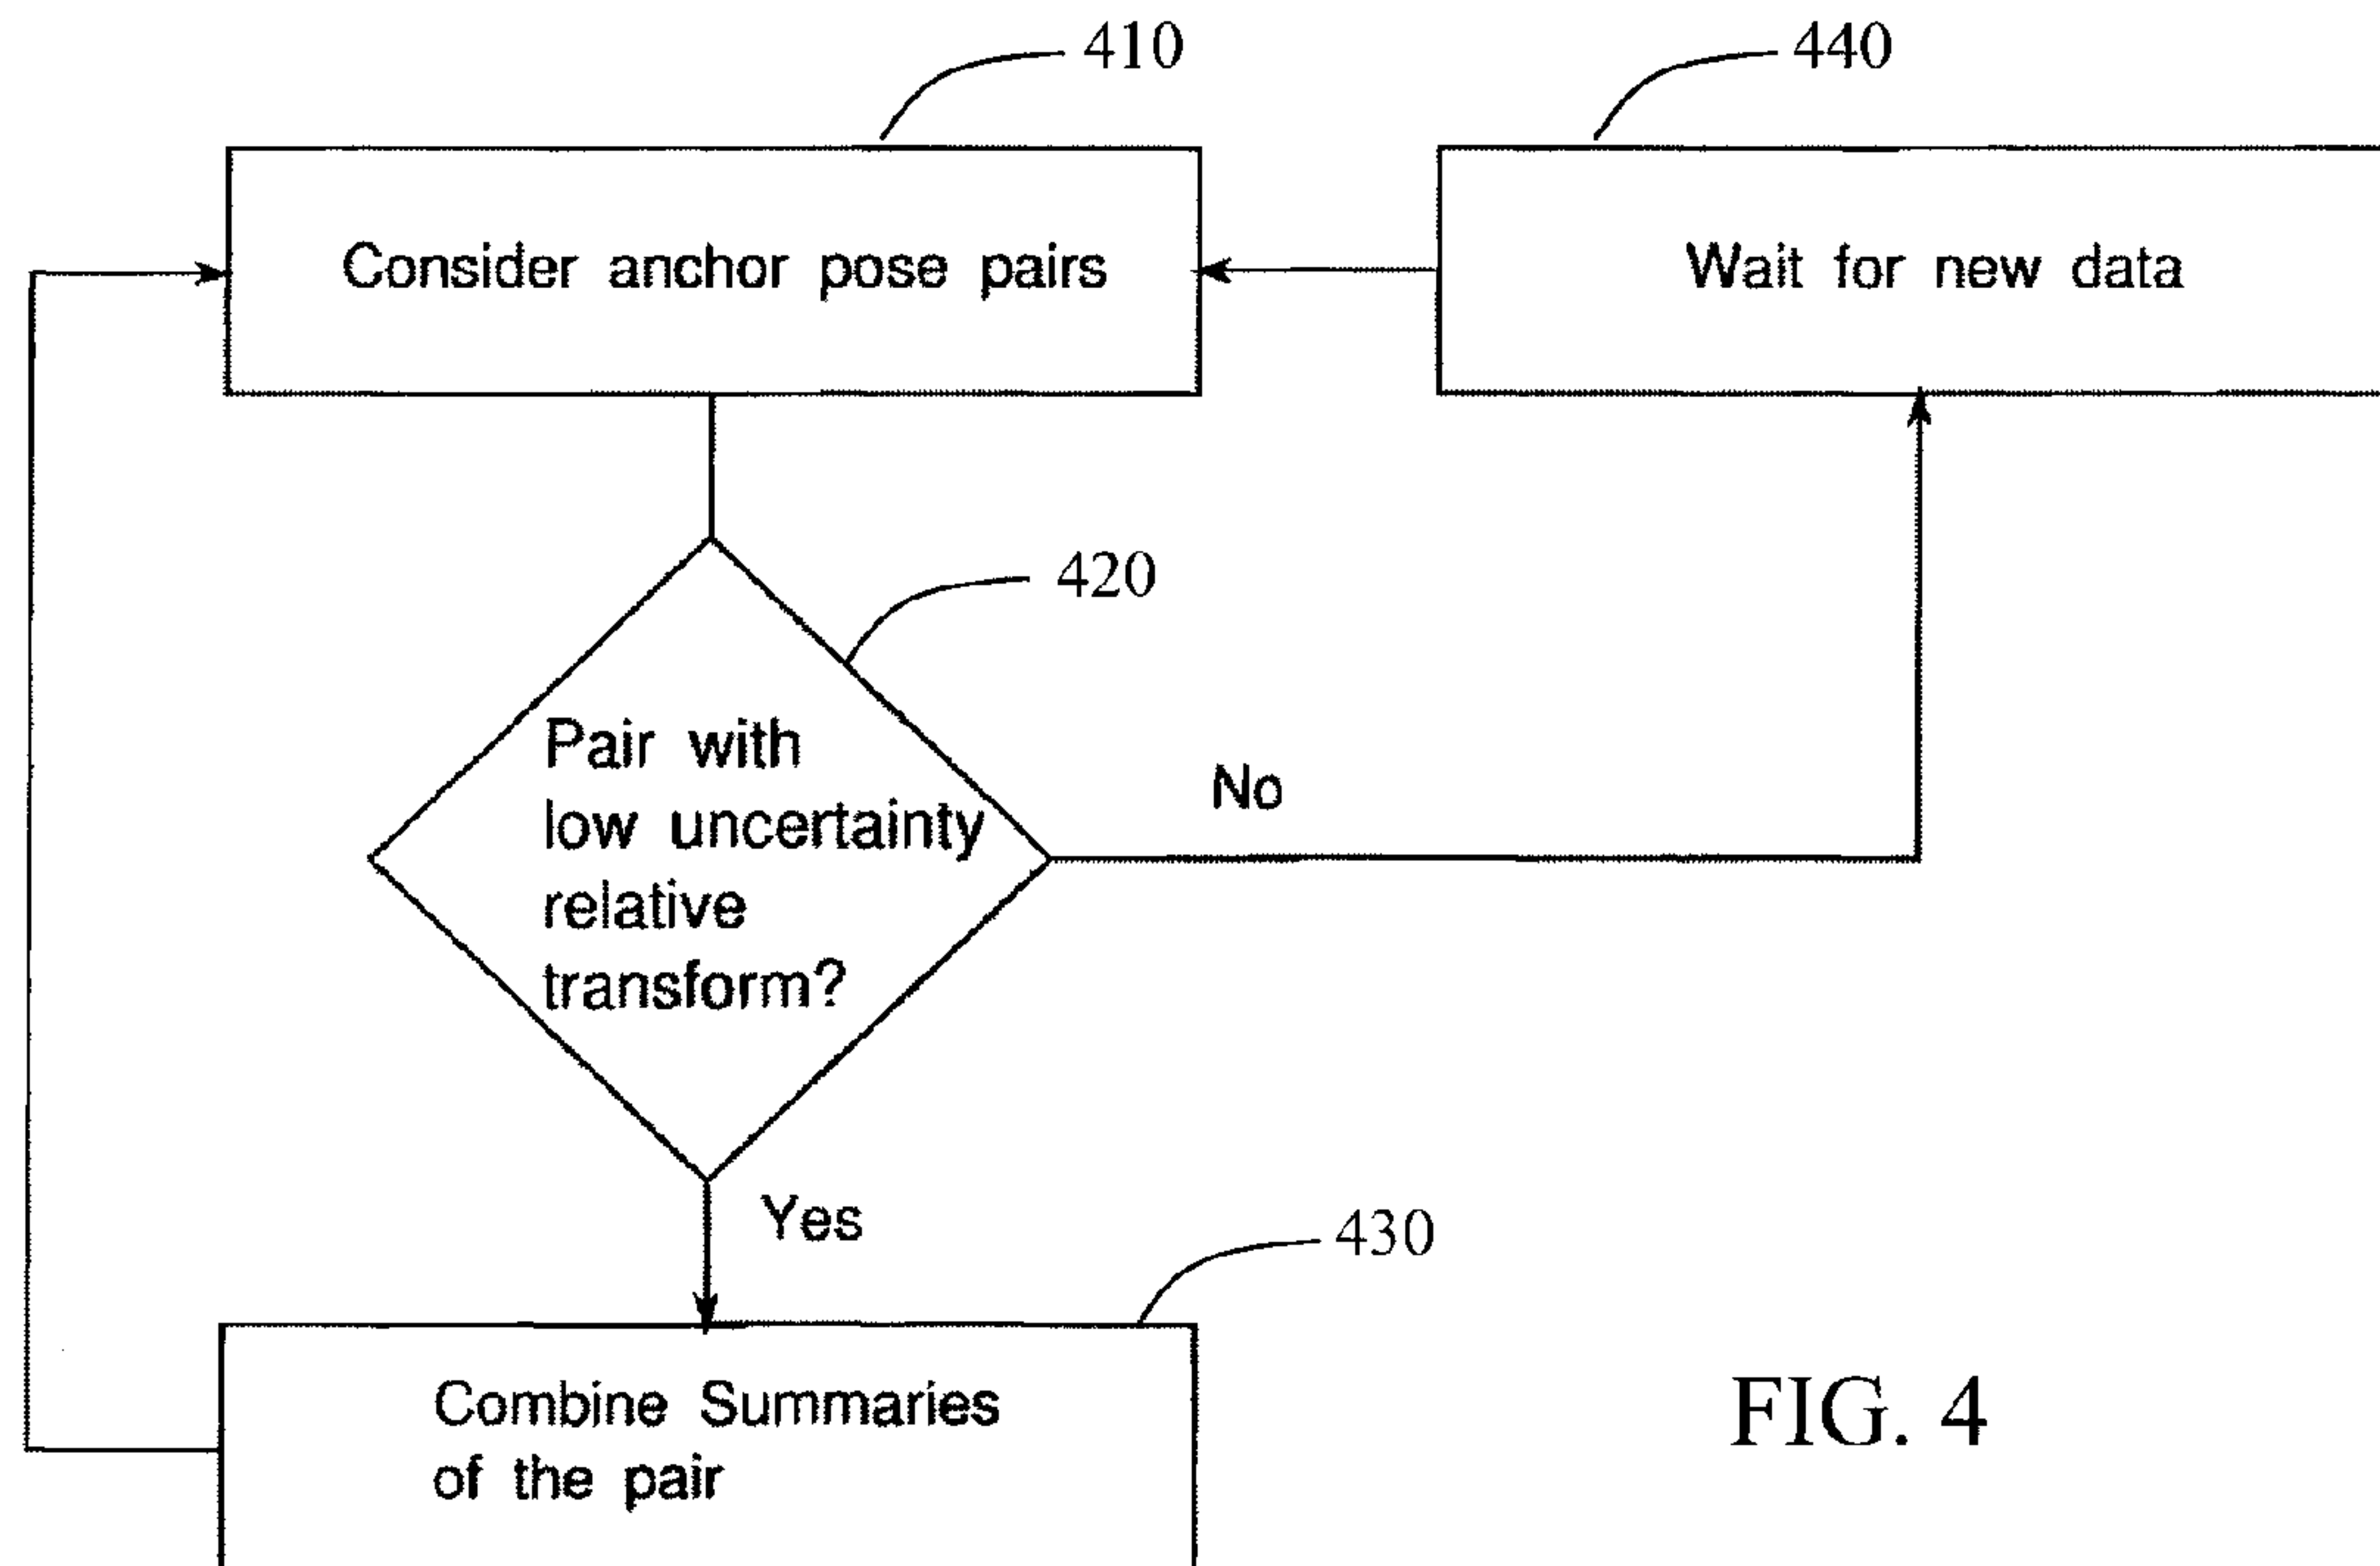 410
440
Consider anchor pose pairs
Wait for new data
420
Pair with
low uncertainty
relative
transform?
No
Yes
430
Combine Summaries
of the pair
FIG. 4